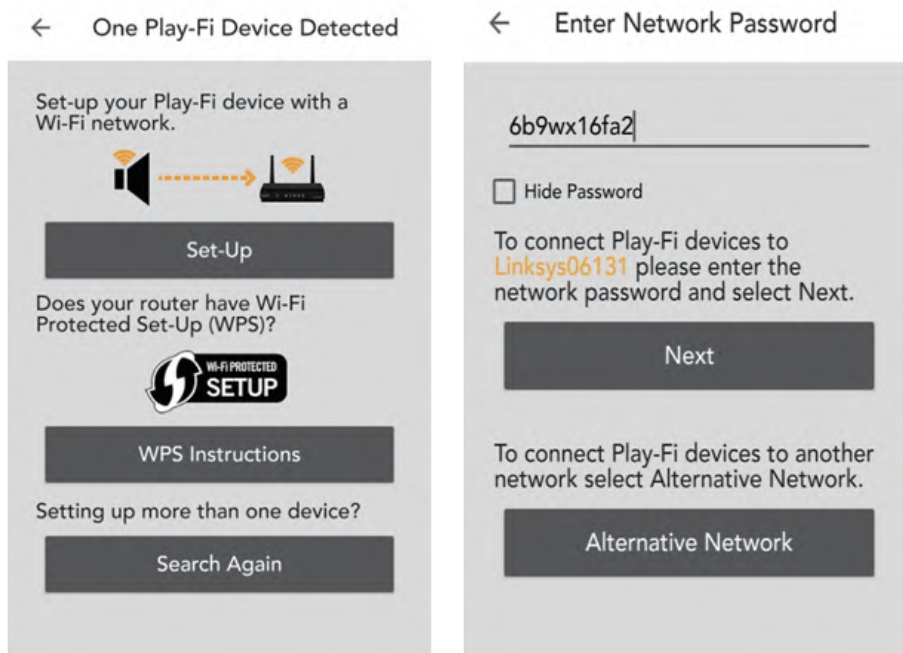 One Play-Fi Device Detected
Set-up your Play-Fi device with a
Wi-Fi network.
Set-Up
Does your router have Wi-Fi
Protected Set-Up (WPS)?
Wi-Fi PROTECTED
SETUP
WPS Instructions
Setting up more than one device?
Search Again
Enter Network Password
6b9wx16fa2
Hide Password
To connect Play-Fi devices to
Linksys06131 please enter the
network password and select Next.
Next
To connect Play-Fi devices to another
network select Alternative Network.
Alternative Network